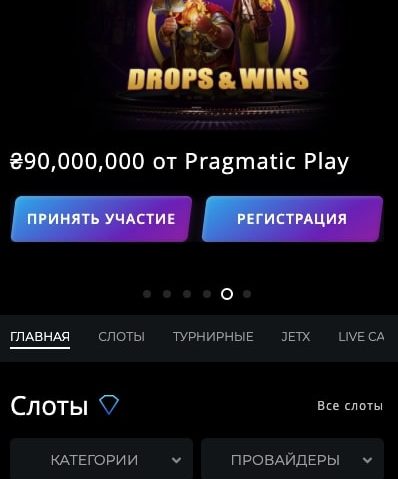 DROPS & WINS
₴90,000,000 от Pragmatic Play
ПРИНЯТЬ УЧАСТИЕ РЕГИСТРАЦИЯ
ГЛАВНАЯ СЛОТЫ ТУРНИРНЫЕ JETX LIVE CA
Слоты Все слоты
КАТЕГОРИИ ПРОВАЙДЕРЫ